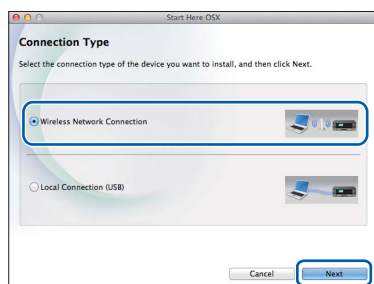 Start Here OSX
Connection Type
Select the connection type of the device you want to install, and then click Next.
Wireless Network Connection
Local Connection (USB)
Cancel
Next